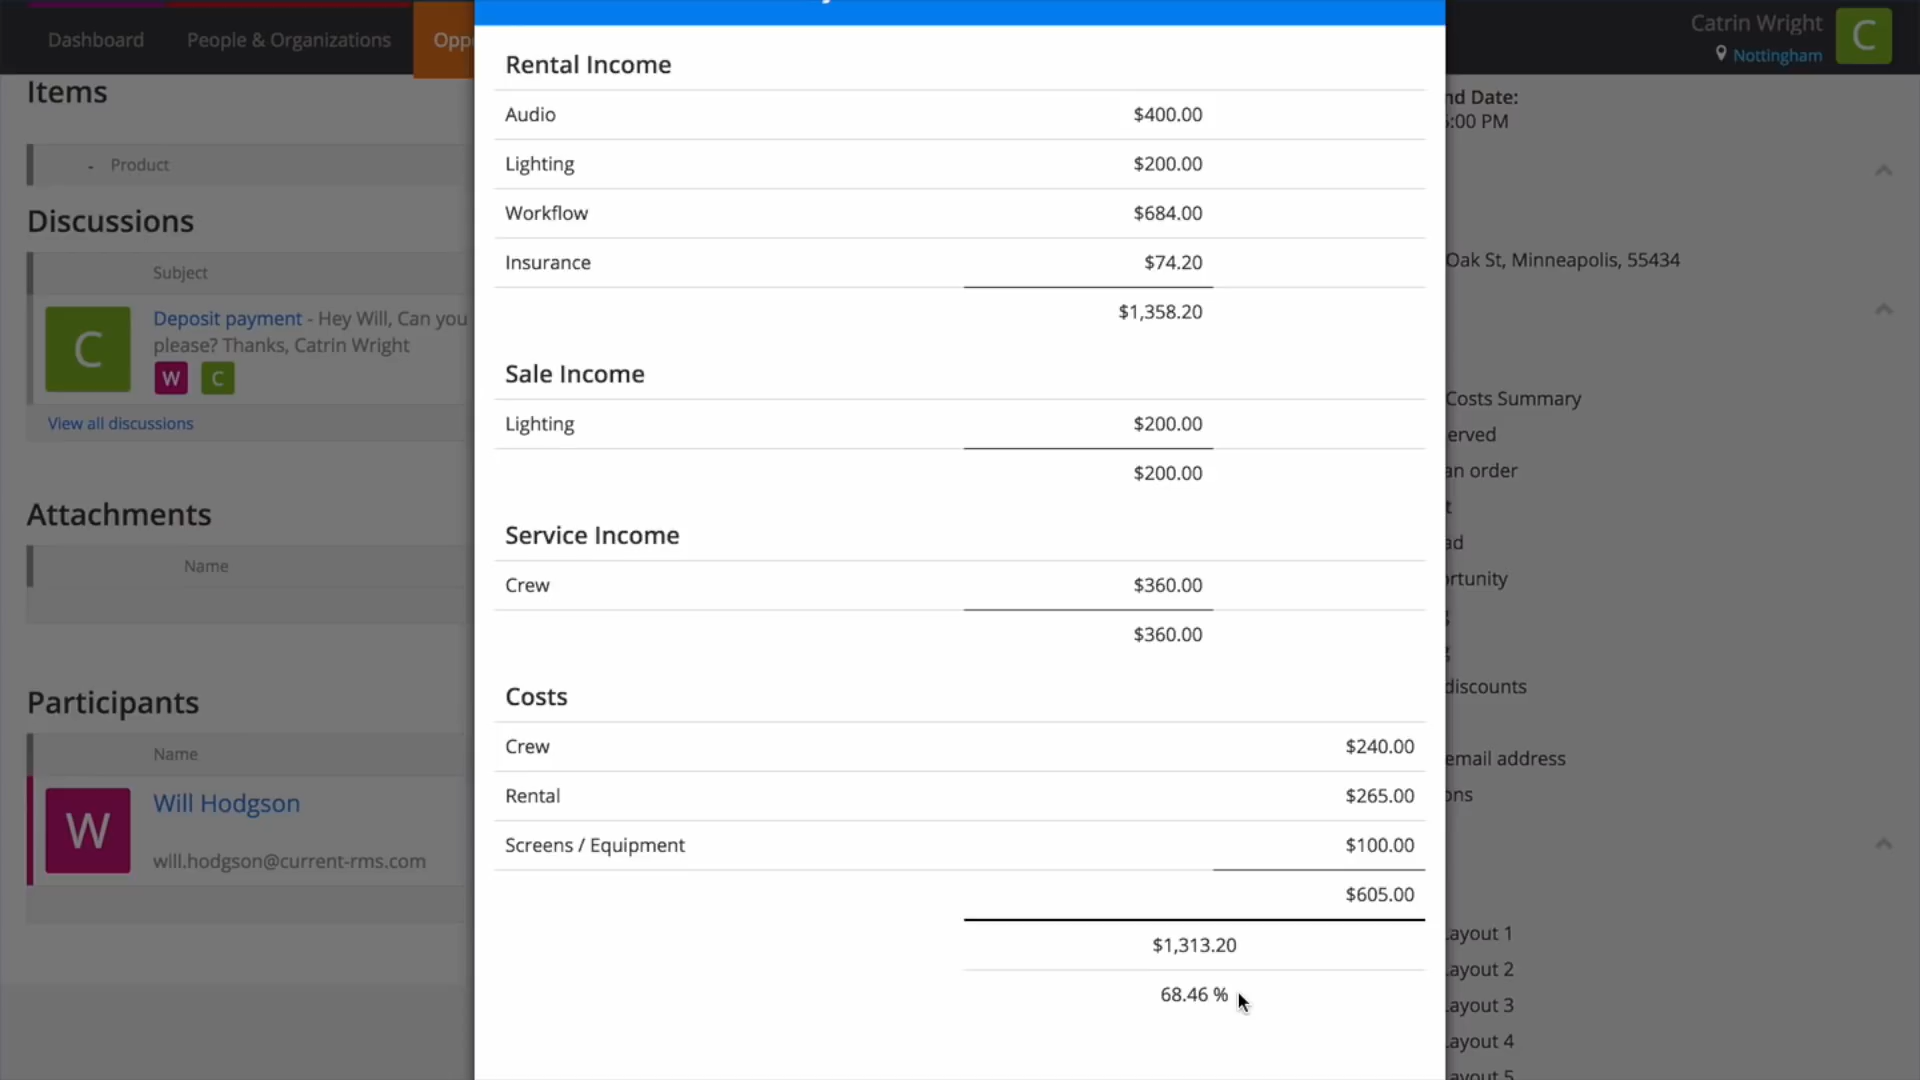 Dashboard
People & Organizations
Oppo
Catrin Wright
Nottingham
C
Items
- Product
Discussions
Subject
C
Deposit payment - Hey Will, Can you
please? Thanks, Catrin Wright
W C
View all discussions
Attachments
Name
Participants
Name
W
Will Hodgson
will.hodgson@current-rms.com
Rental Income
Audio $400.00
Lighting $200.00
Workflow $684.00
Insurance $74.20
$1,358.20
Sale Income
Lighting $200.00
$200.00
Service Income
Crew $360.00
$360.00
Costs
Crew $240.00
Rental $265.00
Screens / Equipment $100.00
$605.00
$1,313.20
68.46 %
nd Date:
:00 PM
Oak St, Minneapolis, 55434
Costs Summary
erved
an order
t
ad
rtunity
g
g
discounts
email address
ons
ayout 1
ayout 2
ayout 3
ayout 4
ayout 5